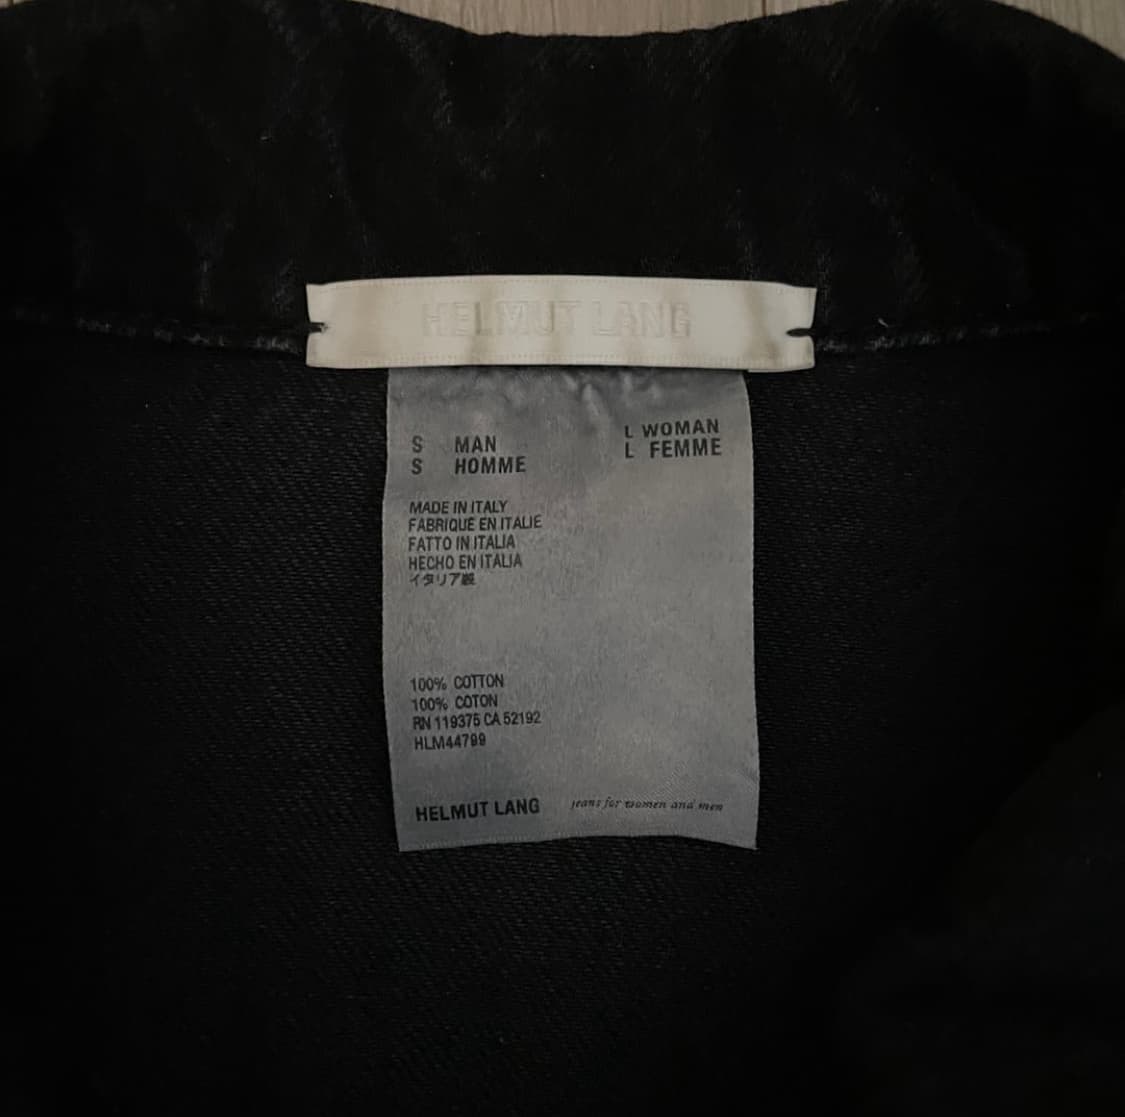 HELMUT LANG
S MAN
S HOMME
L WOMAN
L FEMME
MADE IN ITALY
FABRIQUÉ EN ITALIE
FATTO IN ITALIA
HECHO EN ITALIA
イタリア製
100% COTTON
100% COTON
RN 119375 CA 52192
HLM44799
HELMUT LANG
jeans for women and men